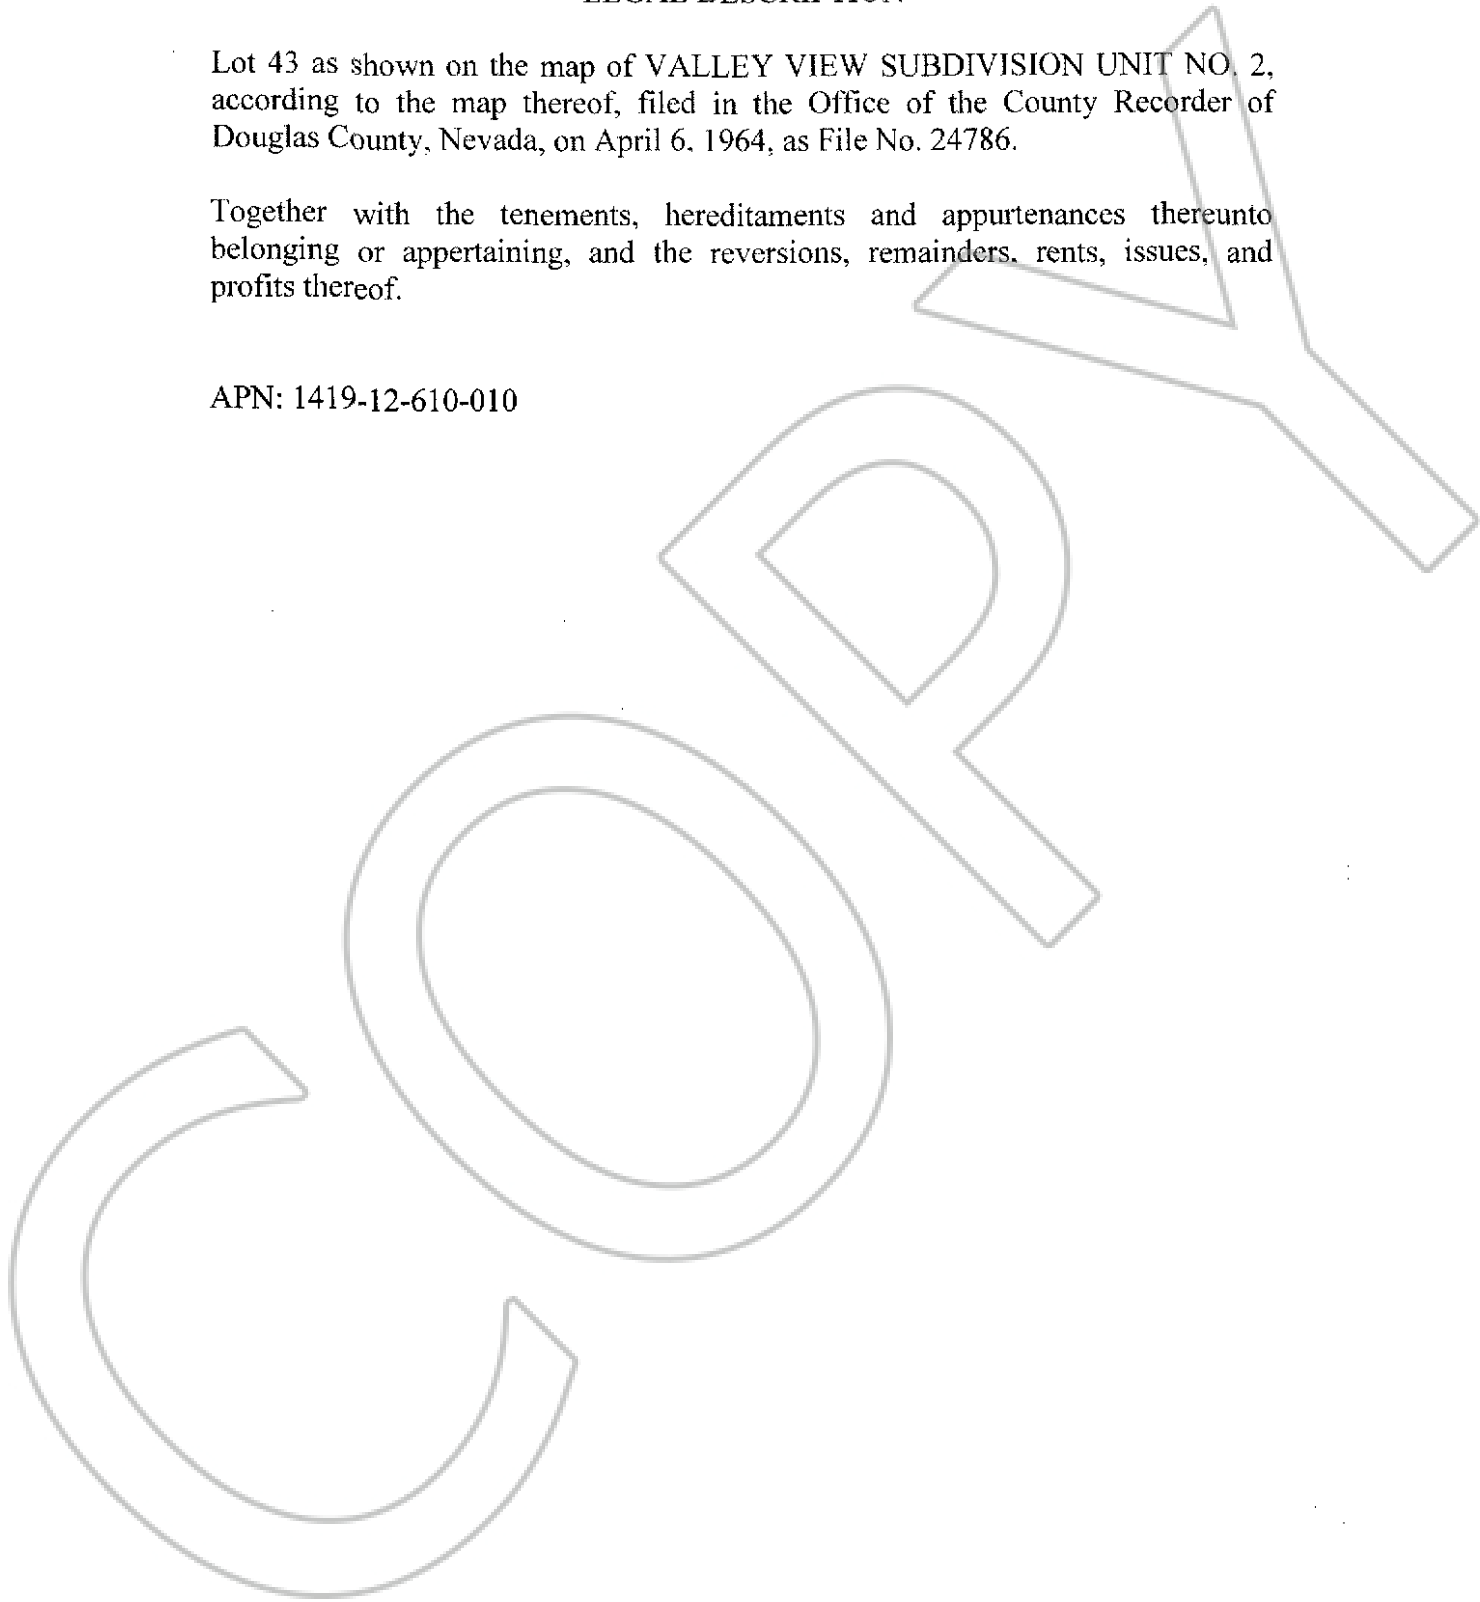 LEGAL DESCRIPTION
Lot 43 as shown on the map of VALLEY VIEW SUBDIVISION UNIT NO. 2,
according to the map thereof, filed in the Office of the County Recorder of
Douglas County, Nevada, on April 6, 1964, as File No. 24786.
Together with the tenements, hereditaments and appurtenances thereunto
belonging or appertaining, and the reversions, remainders, rents, issues, and
profits thereof.
APN: 1419-12-610-010
COPY